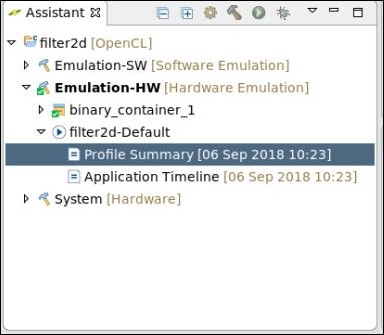 Assistant
filter2d [OpenCL]
Emulation-SW [Software Emulation]
Emulation-HW [Hardware Emulation]
binary_container_1
filter2d-Default
Profile Summary [06 Sep 2018 10:23]
Application Timeline [06 Sep 2018 10:23]
System [Hardware]